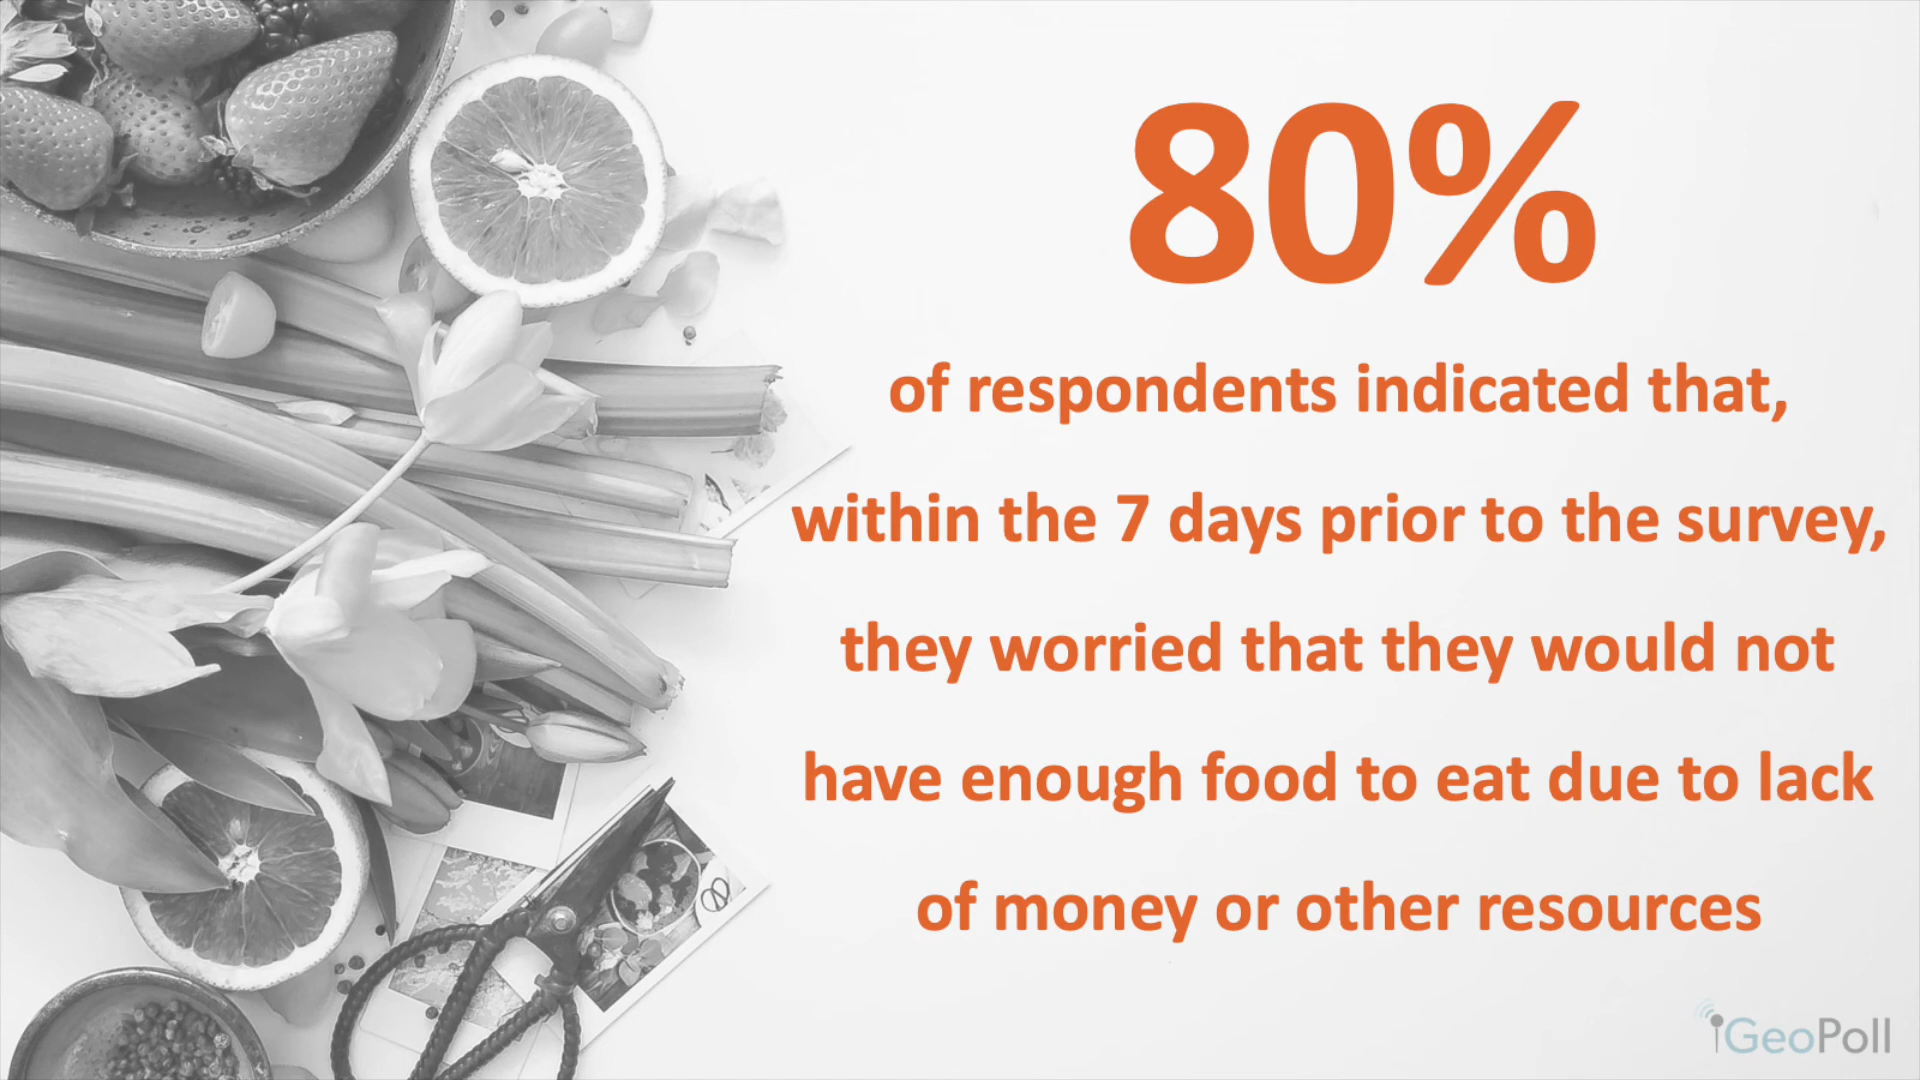 80%
of respondents indicated that,
within the 7 days prior to the survey,
they worried that they would not
have enough food to eat due to lack
of money or other resources
GeoPoll